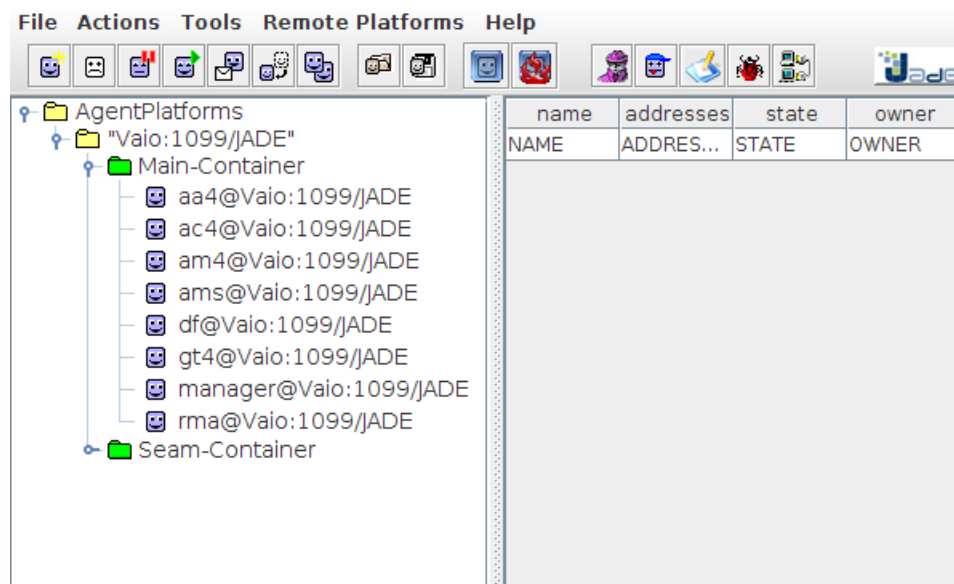 File Actions Tools Remote Platforms Help
Jade
AgentPlatforms
"Vaio:1099/JADE"
Main-Container
aa4@Vaio:1099/JADE
ac4@Vaio:1099/JADE
am4@Vaio:1099/JADE
ams@Vaio:1099/JADE
df@Vaio:1099/JADE
gt4@Vaio:1099/JADE
manager@Vaio:1099/JADE
rma@Vaio:1099/JADE
Seam-Container
name addresses state owner
NAME ADDRES... STATE OWNER